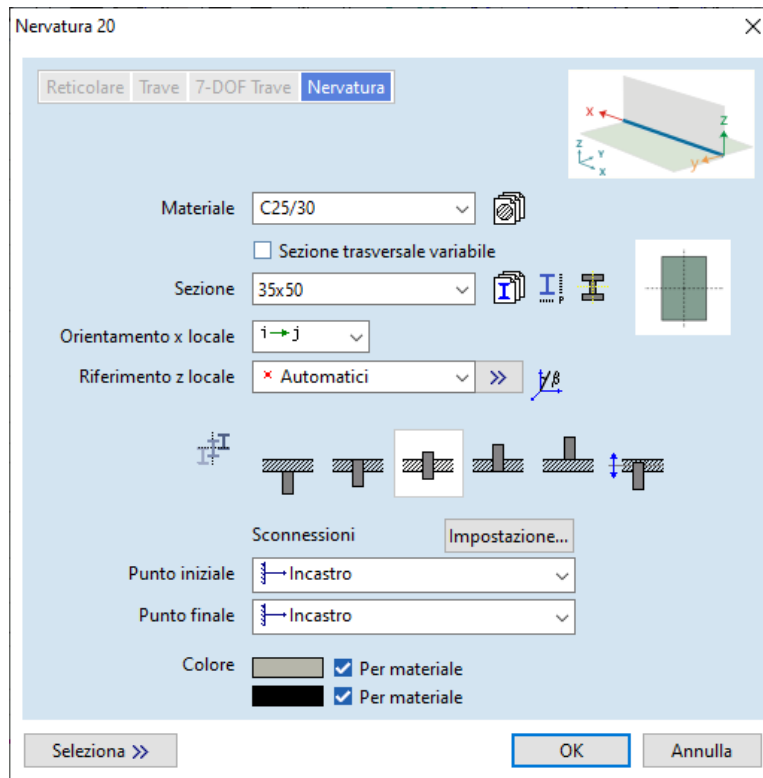 Nervatura 20
Reticolare Trave 7-DOF Trave Nervatura
x
z
y
Z
Y
X
Materiale C25/30
Sezione trasversale variabile
Sezione 35x50
P
Orientamento x locale i→j
Riferimento z locale Automatici
β
Sconnessioni Impostazione...
Punto iniziale Incastro
Punto finale Incastro
Colore Per materiale
Per materiale
Seleziona >> OK Annulla